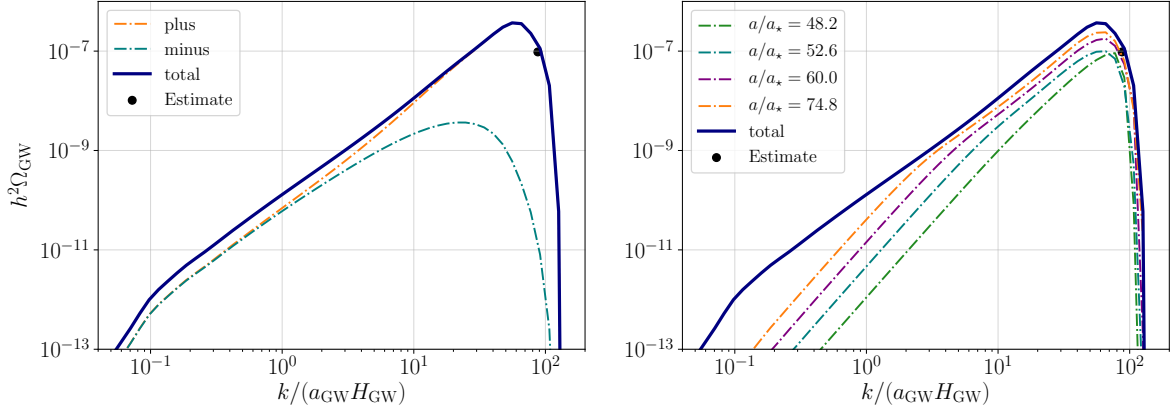 h²Ω_GW
10⁻⁷
10⁻⁹
10⁻¹¹
10⁻¹³
plus
minus
total
Estimate
10⁻¹
10⁰
10¹
10²
k/(a_GW H_GW)
10⁻⁷
10⁻⁹
10⁻¹¹
10⁻¹³
a/a⋆ = 48.2
a/a⋆ = 52.6
a/a⋆ = 60.0
a/a⋆ = 74.8
total
Estimate
10⁻¹
10⁰
10¹
10²
k/(a_GW H_GW)